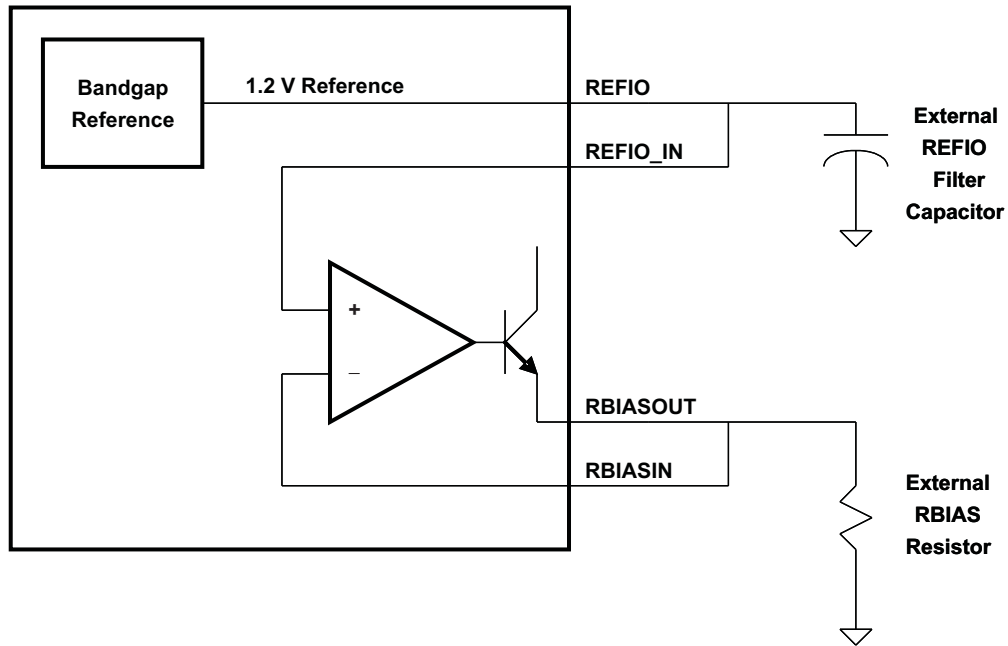 Bandgap
Reference
1.2 V Reference
REFIO
REFIO_IN
External
REFIO
Filter
Capacitor
+
–
RBIASOUT
RBIASIN
External
RBIAS
Resistor